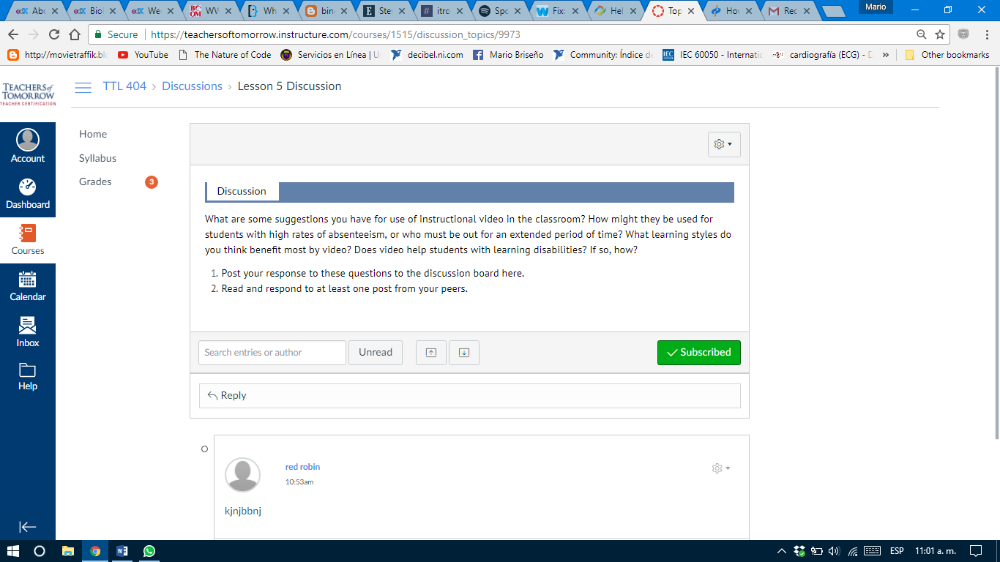 Abc
Biol
We
WV
Wh
bin
Ste
itro
Spc
Fix:
Hel
Top
Hov
Rec
Mario
Secure
https://teachersoftomorrow.instructure.com/courses/1515/discussion_topics/9973
http://movietraffik.bl
YouTube
The Nature of Code
Servicios en Línea | U
decibel.ni.com
Mario Briseño
Community: Índice de
IEC 60050 - Internatio
cardiografía (ECG) - D
»
Other bookmarks
TEACHERS of
TOMORROW
TEACHER CERTIFICATION
TTL 404 › Discussions › Lesson 5 Discussion
Account
Dashboard
Courses
Calendar
Inbox
Help
Home
Syllabus
Grades 3
Discussion
What are some suggestions you have for use of instructional video in the classroom? How might they be used for
students with high rates of absenteeism, or who must be out for an extended period of time? What learning styles do
you think benefit most by video? Does video help students with learning disabilities? If so, how?
1. Post your response to these questions to the discussion board here.
2. Read and respond to at least one post from your peers.
Search entries or author
Unread
Subscribed
Reply
red robin
10:53am
kjnjbbnj
ESP
11:01 a. m.